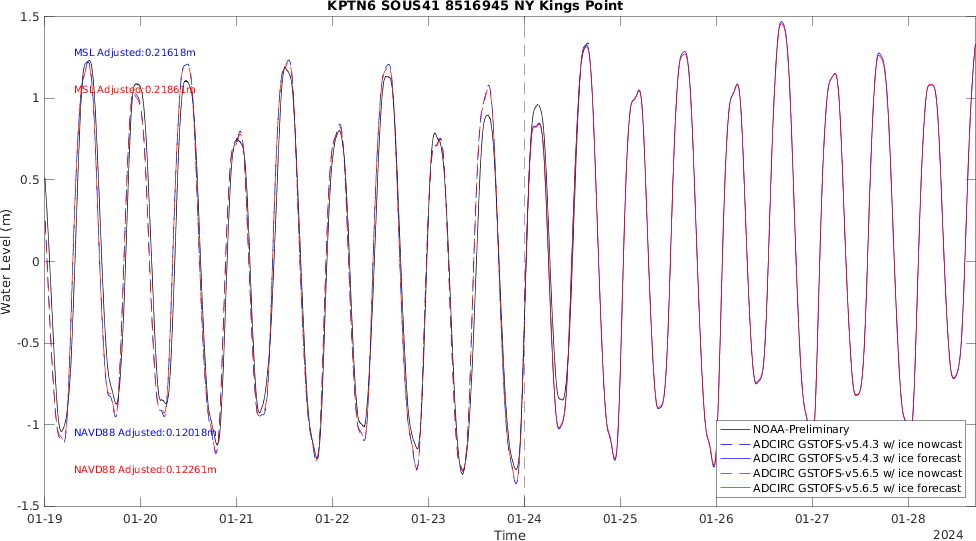 KPTN6 SOUS41 8516945 NY Kings Point
Water Level (m)
1.5
1
0.5
0
-0.5
-1
-1.5
MSL Adjusted:0.21618m
MSL Adjusted:0.21861m
NAVD88 Adjusted:0.12018m
NAVD88 Adjusted:0.12261m
NOAA-Preliminary
ADCIRC GSTOFS-v5.4.3 w/ ice nowcast
ADCIRC GSTOFS-v5.4.3 w/ ice forecast
ADCIRC GSTOFS-v5.6.5 w/ ice nowcast
ADCIRC GSTOFS-v5.6.5 w/ ice forecast
01-19 01-20 01-21 01-22 01-23 01-24 01-25 01-26 01-27 01-28
Time
2024